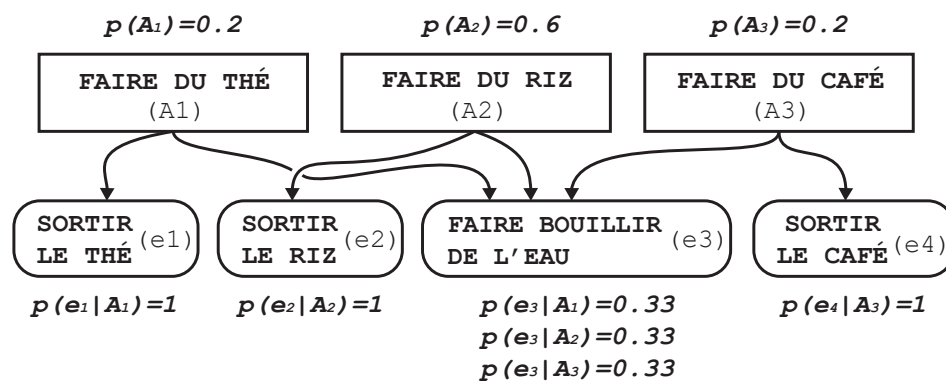 p(A₁)=0.2 p(A₂)=0.6 p(A₃)=0.2
FAIRE DU THÉ FAIRE DU RIZ FAIRE DU CAFÉ
(A1) (A2) (A3)
SORTIR LE THÉ (e1)
SORTIR LE RIZ (e2)
FAIRE BOUILLIR DE L'EAU (e3)
SORTIR LE CAFÉ (e4)
p(e₁|A₁)=1 p(e₂|A₂)=1 p(e₃|A₁)=0.33 p(e₄|A₃)=1
p(e₃|A₂)=0.33
p(e₃|A₃)=0.33